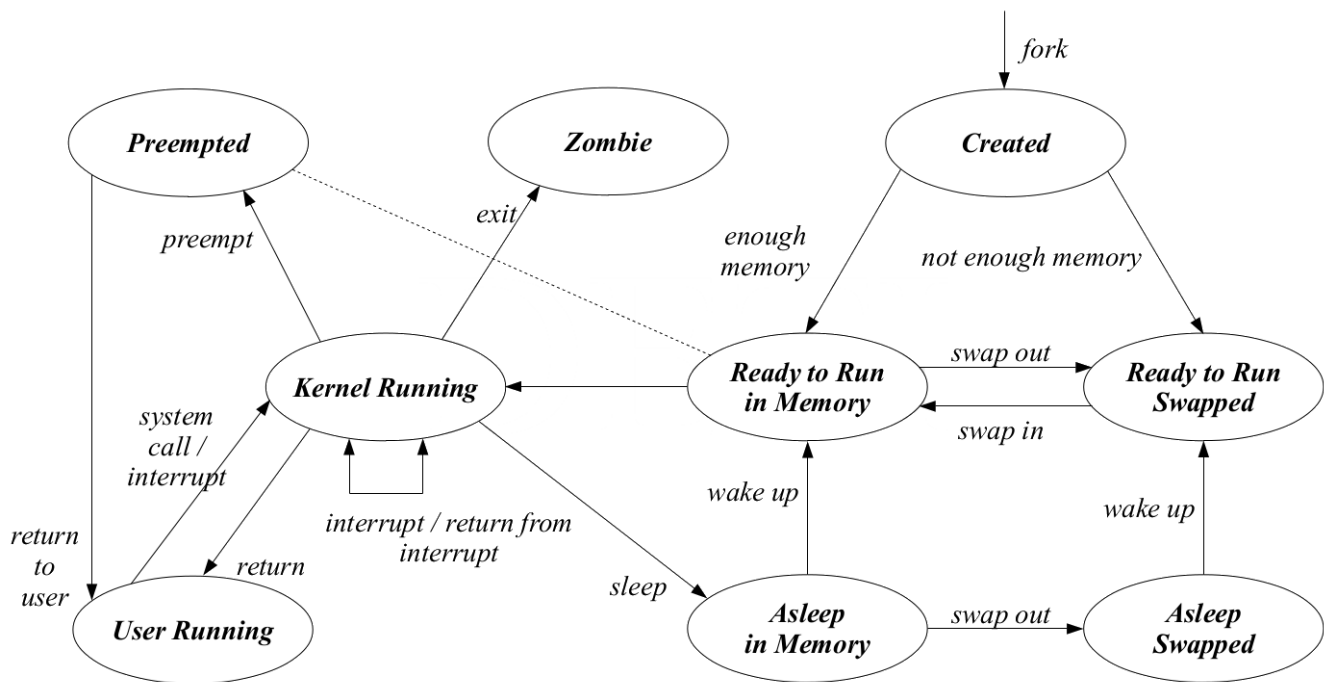 fork
Preempted
Zombie
Created
preempt
exit
enough
memory
not enough memory
Kernel Running
Ready to Run
in Memory
swap out
swap in
Ready to Run
Swapped
system
call /
interrupt
interrupt / return from
interrupt
wake up
wake up
return
to
user
return
sleep
User Running
Asleep
in Memory
swap out
Asleep
Swapped